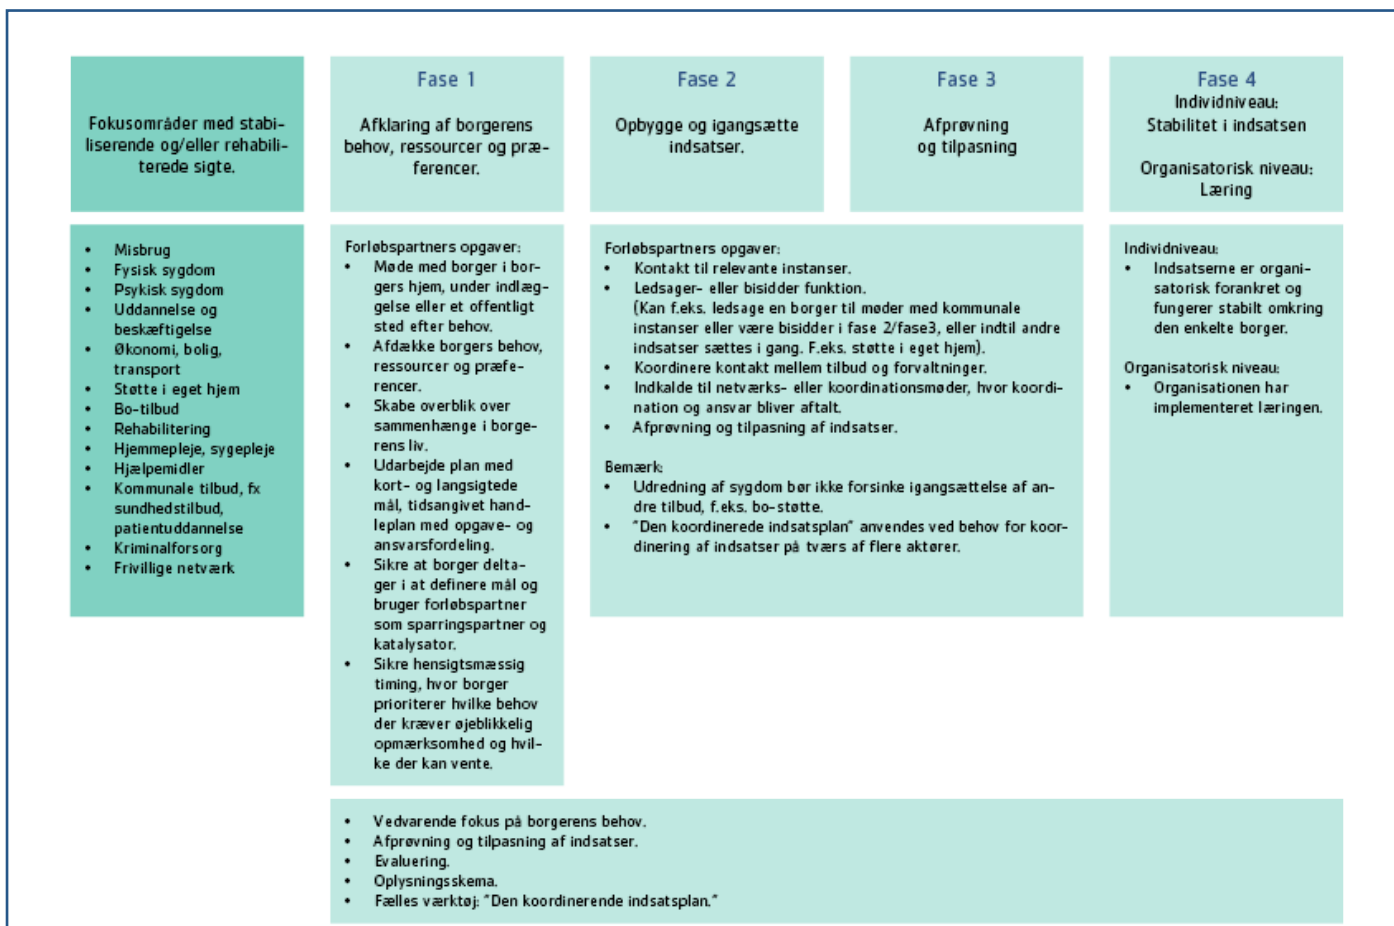 Fokusområder med stabi-
liserende og/eller rehabili-
terede sigte.
Fase 1
Afklaring af borgerens
behov, ressourcer og præ-
ferencer.
Fase 2
Opbygge og igangsætte
indsatser.
Fase 3
Afprøvning
og tilpasning
Fase 4
Individniveau:
Stabilitet i indsatsen
Organisatorisk niveau:
Læring
• Misbrug
• Fysisk sygdom
• Psykisk sygdom
• Uddannelse og
beskæftigelse
• Økonomi, bolig,
transport
• Støtte i eget hjem
• Bo-tilbud
• Rehabilitering
• Hjemmepleje, sygepleje
• Hjælpemidler
• Kommunale tilbud, fx
sundhedstilbud,
patientuddannelse
• Kriminalforsorg
• Frivillige netværk
Forløbspartners opgaver:
• Møde med borger i bor-
gers hjem, under indlæg-
gelse eller et offentligt
sted efter behov.
• Afdække borgers behov,
ressourcer og præfe-
rencer.
• Skabe overblik over
sammenhænge i borge-
rens liv.
• Udarbejde plan med
kort- og langsigtede
mål, tidsangivet hand-
leplan med opgave- og
ansvarsfordeling.
• Sikre at borger delta-
ger i at definere mål og
bruger forløbspartner
som sparringspartner og
katalysator.
• Sikre hensigtsmæssig
timing, hvor borger
prioriterer hvilke behov
der kræver øjeblikkelig
opmærksomhed og hvil-
ke der kan vente.
Forløbspartners opgaver:
• Kontakt til relevante instanser.
• Ledsager- eller bisidder funktion.
(Kan f.eks. ledsage en borger til møder med kommunale
instanser eller være bisidder i fase 2/fase3, eller indtil andre
indsatser sættes i gang. F.eks. støtte i eget hjem).
• Koordinere kontakt mellem tilbud og forvaltninger.
• Indkalde til netværks- eller koordinationsmøder, hvor koordi-
nation og ansvar bliver aftalt.
• Afprøvning og tilpasning af indsatser.
Bemærk:
• Udredning af sygdom bør ikke forsinke igangsættelse af an-
dre tilbud, f.eks. bo-støtte.
• "Den koordinerede indsatsplan" anvendes ved behov for koor-
dinering af indsatser på tværs af flere aktører.
Individniveau:
• Indsatserne er organi-
satorisk forankret og
fungerer stabilt omkring
den enkelte borger.
Organisatorisk niveau:
• Organisationen har
implementeret læringen.
• Vedvarende fokus på borgerens behov.
• Afprøvning og tilpasning af indsatser.
• Evaluering.
• Oplysningsskema.
• Fælles værktøj: "Den koordinerende indsatsplan."